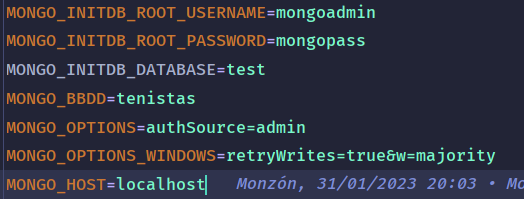 MONGO_INITDB_ROOT_USERNAME=mongoadmin
MONGO_INITDB_ROOT_PASSWORD=mongopass
MONGO_INITDB_DATABASE=test
MONGO_BBDD=tenistas
MONGO_OPTIONS=authSource=admin
MONGO_OPTIONS_WINDOWS=retryWrites=true&w=majority
MONGO_HOST=localhost Monzón, 31/01/2023 20:03 • Mo